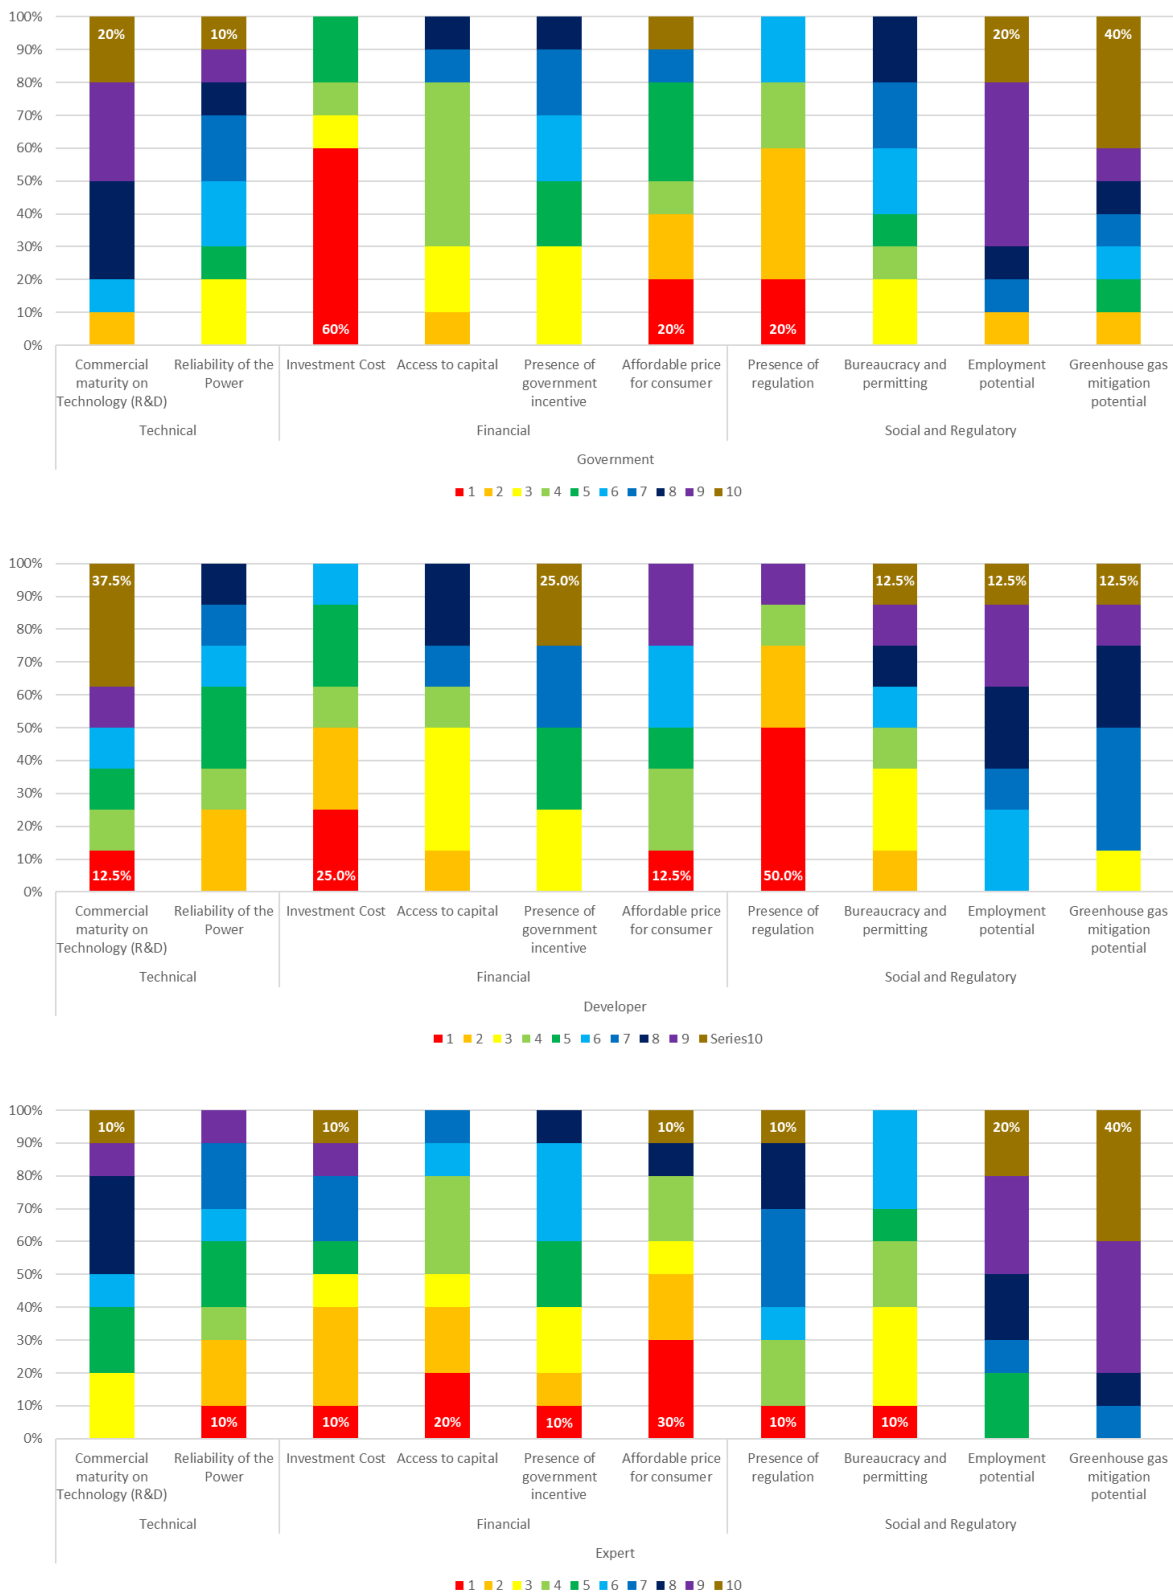 100%
90%
80%
70%
60%
50%
40%
30%
20%
10%
0%
20% 10% 20% 40%
60% 20% 20%
Commercial maturity on Technology (R&D)
Reliability of the Power
Investment Cost
Access to capital
Presence of government incentive
Affordable price for consumer
Presence of regulation
Bureaucracy and permitting
Employment potential
Greenhouse gas mitigation potential
Technical Financial Social and Regulatory
Government
1 2 3 4 5 6 7 8 9 10
100%
90%
80%
70%
60%
50%
40%
30%
20%
10%
0%
37.5% 25.0% 12.5% 12.5% 12.5%
12.5% 25.0% 12.5% 50.0%
Commercial maturity on Technology (R&D)
Reliability of the Power
Investment Cost
Access to capital
Presence of government incentive
Affordable price for consumer
Presence of regulation
Bureaucracy and permitting
Employment potential
Greenhouse gas mitigation potential
Technical Financial Social and Regulatory
Developer
1 2 3 4 5 6 7 8 9 Series10
100%
90%
80%
70%
60%
50%
40%
30%
20%
10%
0%
10% 10% 10% 10% 20% 40%
10% 10% 20% 10% 30% 10% 10%
Commercial maturity on Technology (R&D)
Reliability of the Power
Investment Cost
Access to capital
Presence of government incentive
Affordable price for consumer
Presence of regulation
Bureaucracy and permitting
Employment potential
Greenhouse gas mitigation potential
Technical Financial Social and Regulatory
Expert
1 2 3 4 5 6 7 8 9 10